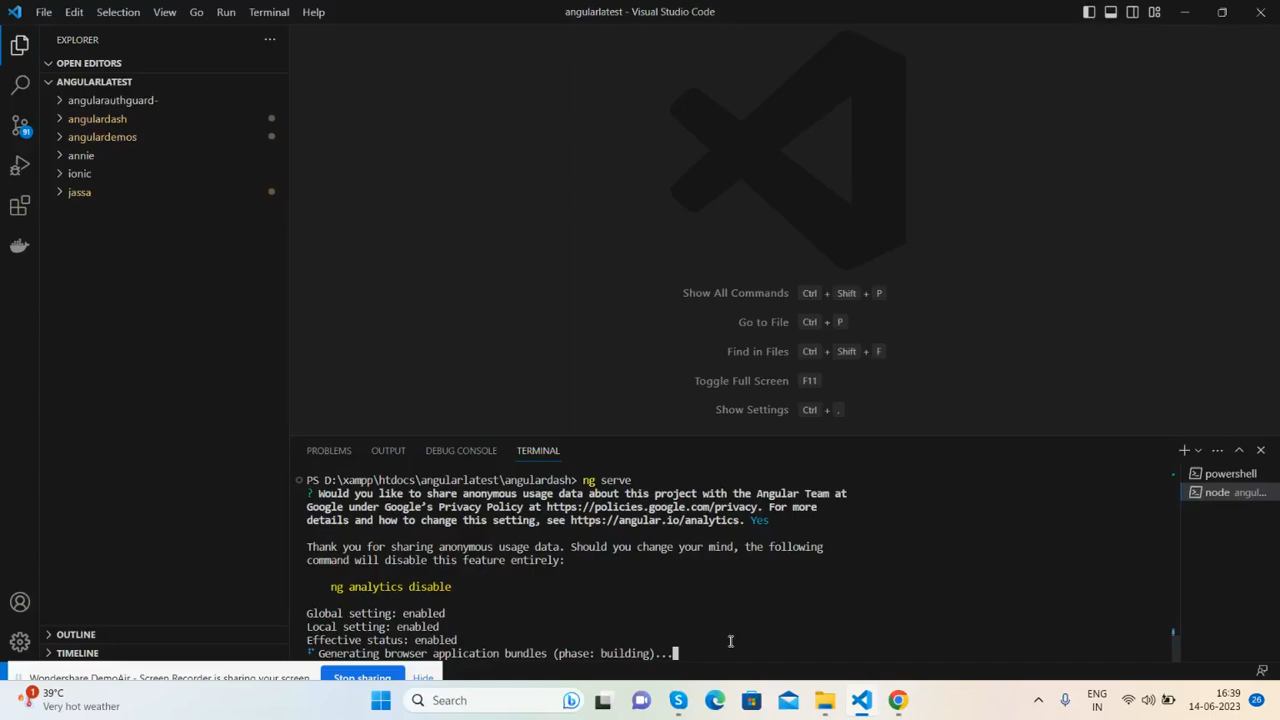 File Edit Selection View Go Run Terminal Help
angularlatest - Visual Studio Code
EXPLORER
OPEN EDITORS
ANGULARLATEST
angularauthguard-
angulardash
angulardemos
annie
ionic
jassa
91
Show All Commands Ctrl + Shift + P
Go to File Ctrl + P
Find in Files Ctrl + Shift + F
Toggle Full Screen F11
Show Settings Ctrl + ,
PROBLEMS OUTPUT DEBUG CONSOLE TERMINAL
powershell
node angul...
PS D:\xampp\htdocs\angularlatest\angulardash> ng serve
? Would you like to share anonymous usage data about this project with the Angular Team at
Google under Google's Privacy Policy at https://policies.google.com/privacy. For more
details and how to change this setting, see https://angular.io/analytics. Yes
Thank you for sharing anonymous usage data. Should you change your mind, the following
command will disable this feature entirely:
ng analytics disable
Global setting: enabled
Local setting: enabled
Effective status: enabled
Generating browser application bundles (phase: building)...
OUTLINE
TIMELINE
Wondershare DemoAir - Screen Recorder is sharing your screen.
Stop sharing
Hide
1
39°C
Very hot weather
Search
ENG
IN
16:39
14-06-2023
26